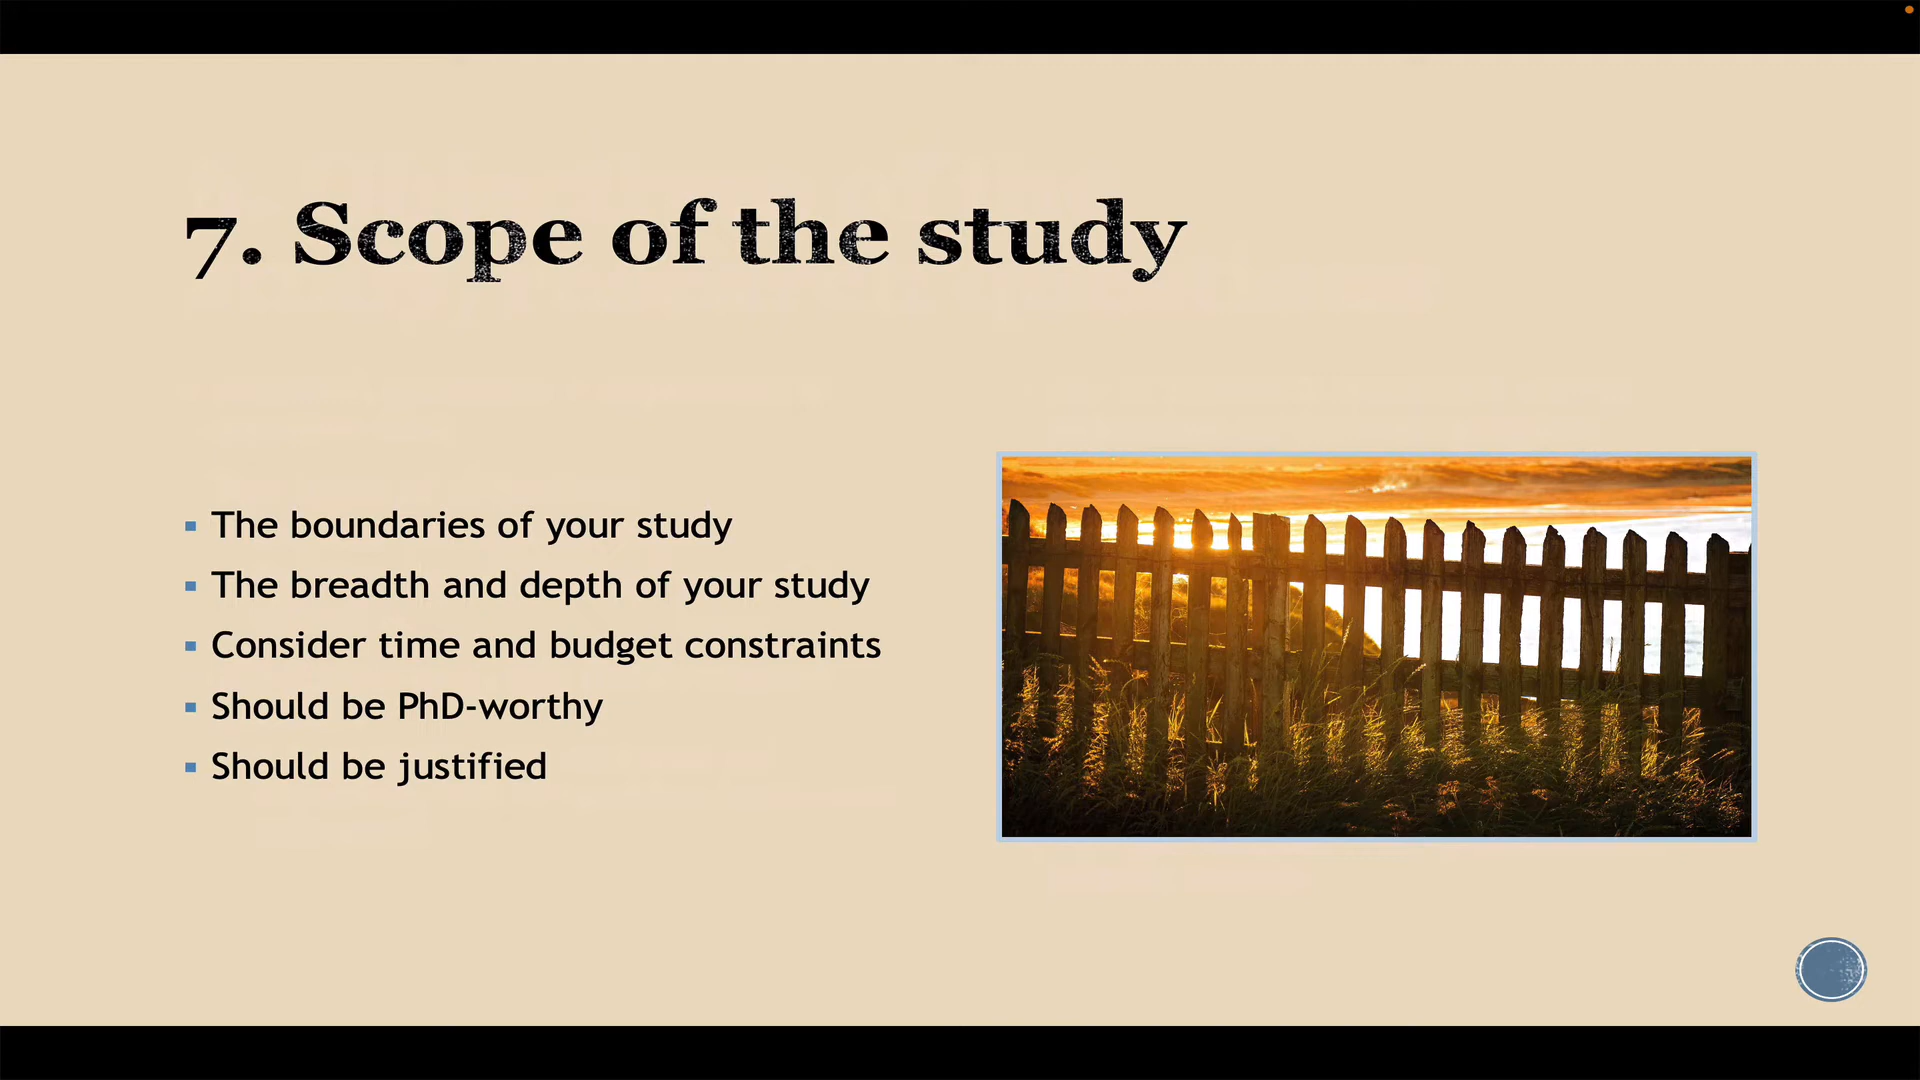 7. Scope of the study
The boundaries of your study
The breadth and depth of your study
Consider time and budget constraints
Should be PhD-worthy
Should be justified